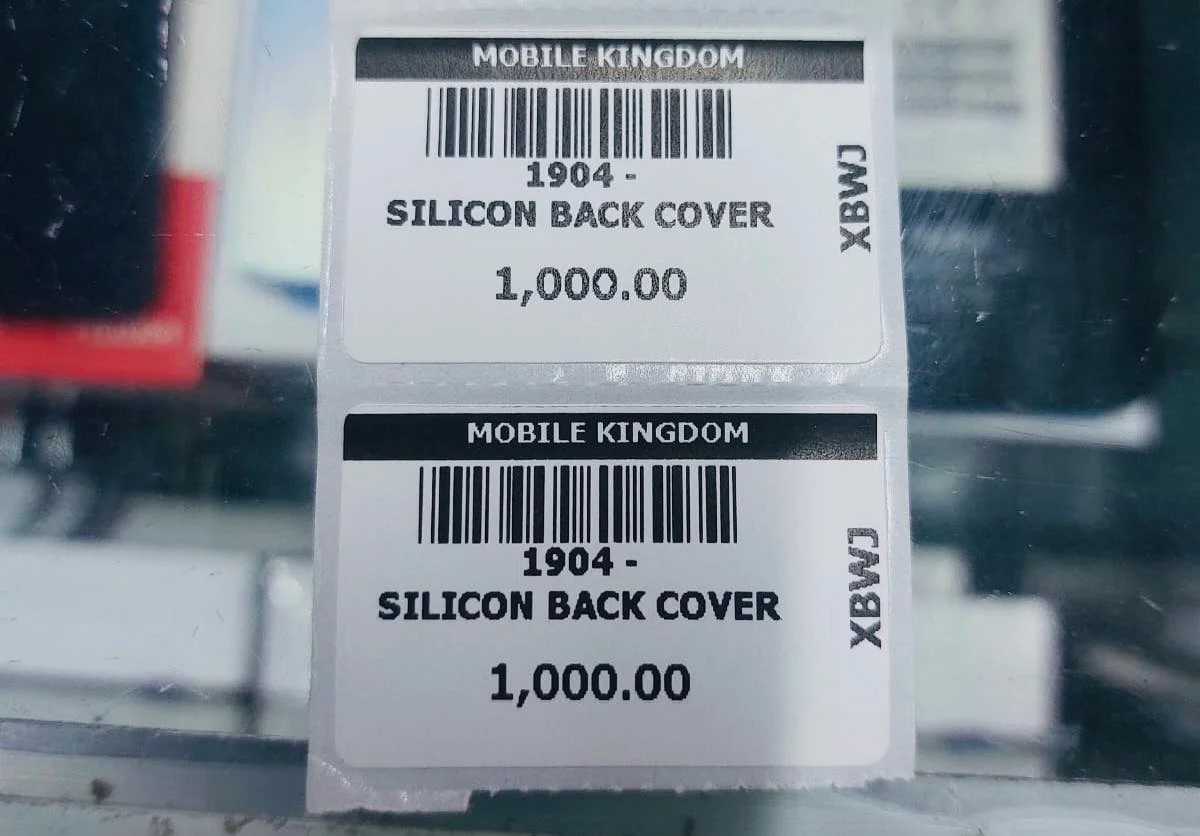 MOBILE KINGDOM
1904 -
SILICON BACK COVER
1,000.00
XBWJ
MOBILE KINGDOM
1904 -
SILICON BACK COVER
1,000.00
XBWJ